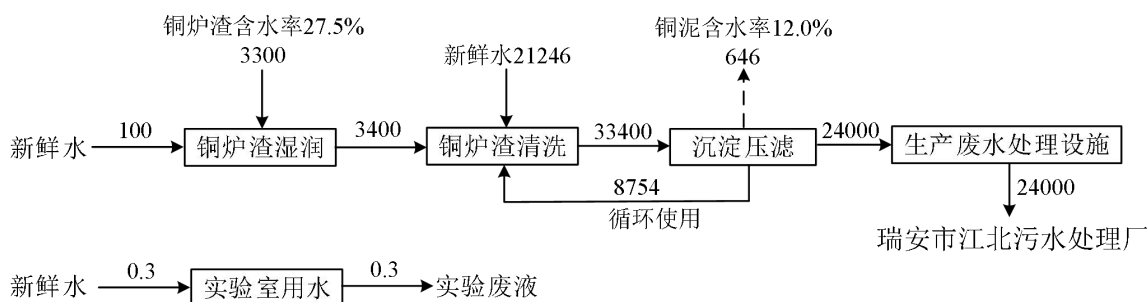 铜炉渣含水率27.5%
3300
新鲜水21246
铜泥含水率12.0%
646
新鲜水
100
铜炉渣湿润
3400
铜炉渣清洗
33400
沉淀压滤
24000
生产废水处理设施
8754
循环使用
24000
瑞安市江北污水处理厂
新鲜水
0.3
实验室用水
0.3
实验废液